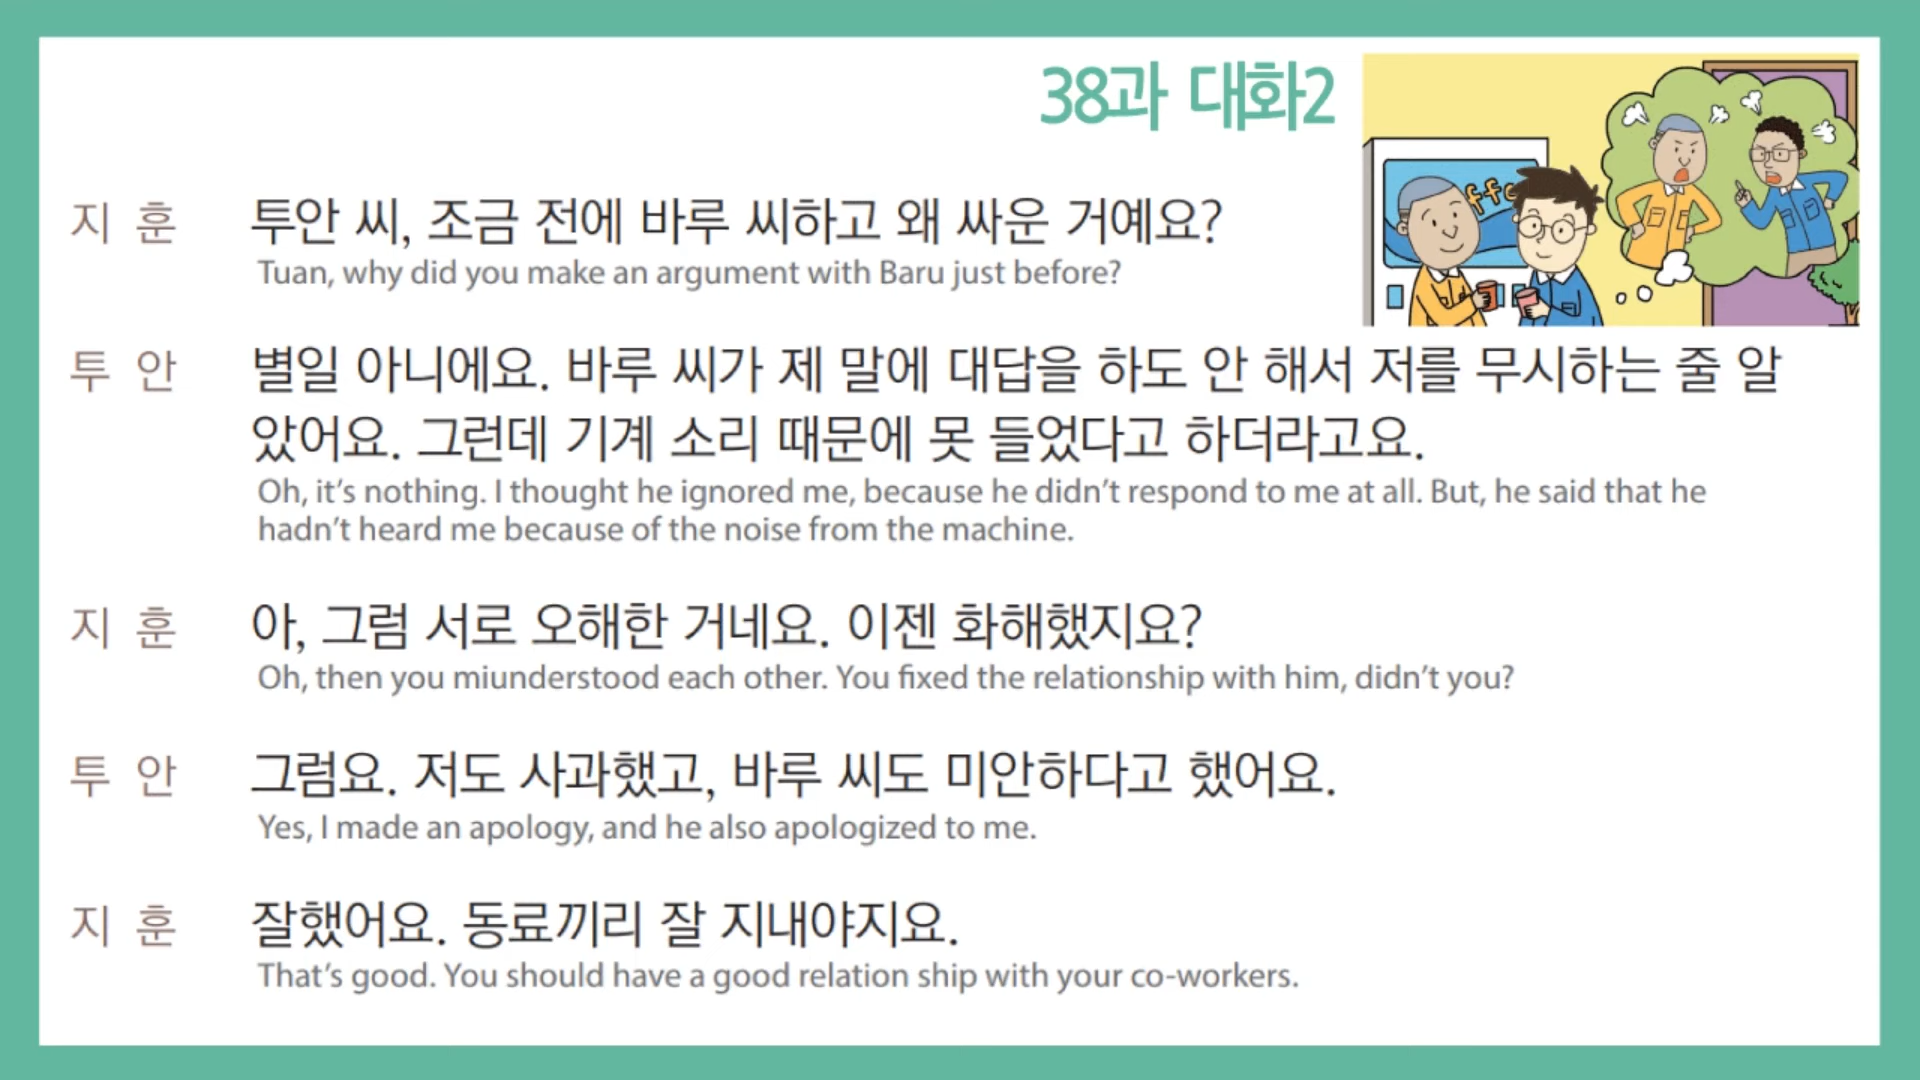 38과 대화2
지 훈 투안 씨, 조금 전에 바루 씨하고 왜 싸운 거예요?
Tuan, why did you make an argument with Baru just before?
투 안 별일 아니에요. 바루 씨가 제 말에 대답을 하도 안 해서 저를 무시하는 줄 알
았어요. 그런데 기계 소리 때문에 못 들었다고 하더라고요.
Oh, it's nothing. I thought he ignored me, because he didn't respond to me at all. But, he said that he
hadn't heard me because of the noise from the machine.
지 훈 아, 그럼 서로 오해한 거네요. 이젠 화해했지요?
Oh, then you miunderstood each other. You fixed the relationship with him, didn't you?
투 안 그럼요. 저도 사과했고, 바루 씨도 미안하다고 했어요.
Yes, I made an apology, and he also apologized to me.
지 훈 잘했어요. 동료끼리 잘 지내야지요.
That's good. You should have a good relation ship with your co-workers.